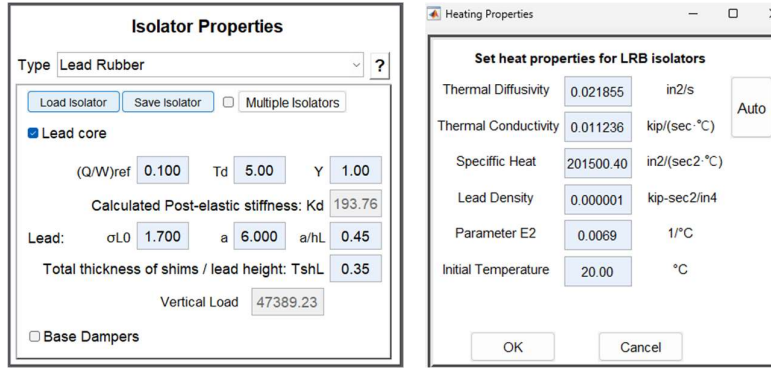 Isolator Properties
Type Lead Rubber ?
Load Isolator Save Isolator Multiple Isolators
Lead core
(Q/W)ref 0.100 Td 5.00 Y 1.00
Calculated Post-elastic stiffness: Kd 193.76
Lead: σL0 1.700 a 6.000 a/hL 0.45
Total thickness of shims / lead height: TshL 0.35
Vertical Load 47389.23
Base Dampers
Heating Properties
Set heat properties for LRB isolators
Thermal Diffusivity 0.021855 in2/s
Auto
Thermal Conductivity 0.011236 kip/(sec·°C)
Speciffic Heat 201500.40 in2/(sec2·°C)
Lead Density 0.000001 kip-sec2/in4
Parameter E2 0.0069 1/°C
Initial Temperature 20.00 °C
OK Cancel